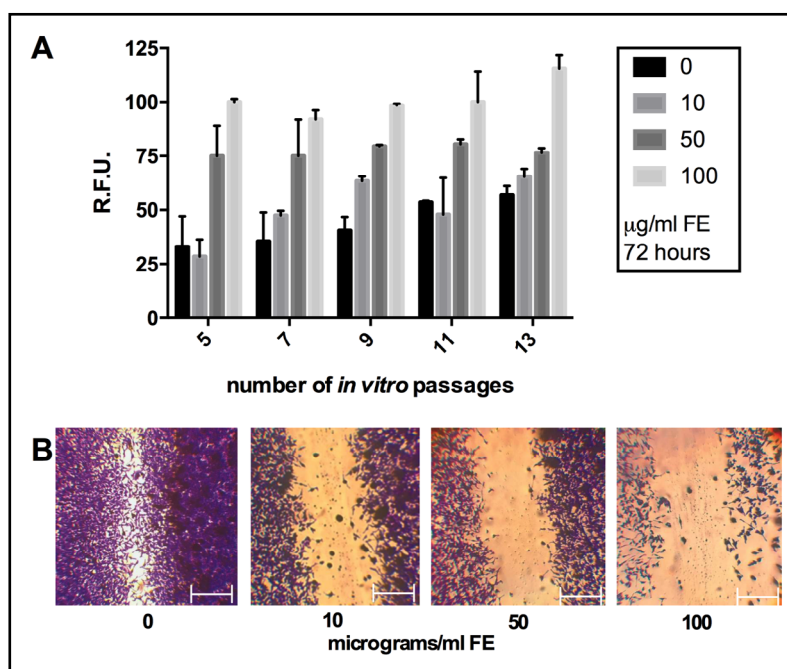 A
R.F.U.
125
100
75
50
25
0
5 7 9 11 13
number of in vitro passages
0
10
50
100
μg/ml FE
72 hours
B
0 10 50 100
micrograms/ml FE